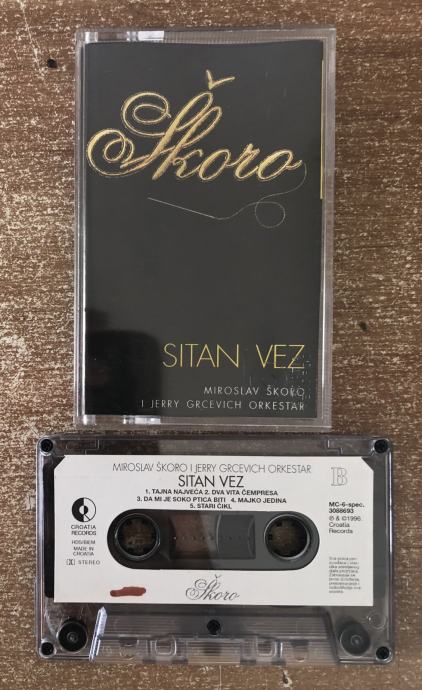 Škoro
SITAN VEZ
MIROSLAV ŠKORO
I JERRY GRCEVICH ORKESTAR
MIROSLAV ŠKORO I JERRY GRCEVICH ORKESTAR
SITAN VEZ
1. TAJNA NAJVEĆA 2. DVA VITA ČEMPRESA
3. DA MI JE SOKO PTICA BITI 4. MAJKO JEDINA
5. STARI ČIKL
B
CROATIA
RECORDS
HDS/BIEM
MADE IN
CROATIA
STEREO
MC-6-spec.
3088693
℗ & ©1996.
Croatia
Records
Škoro